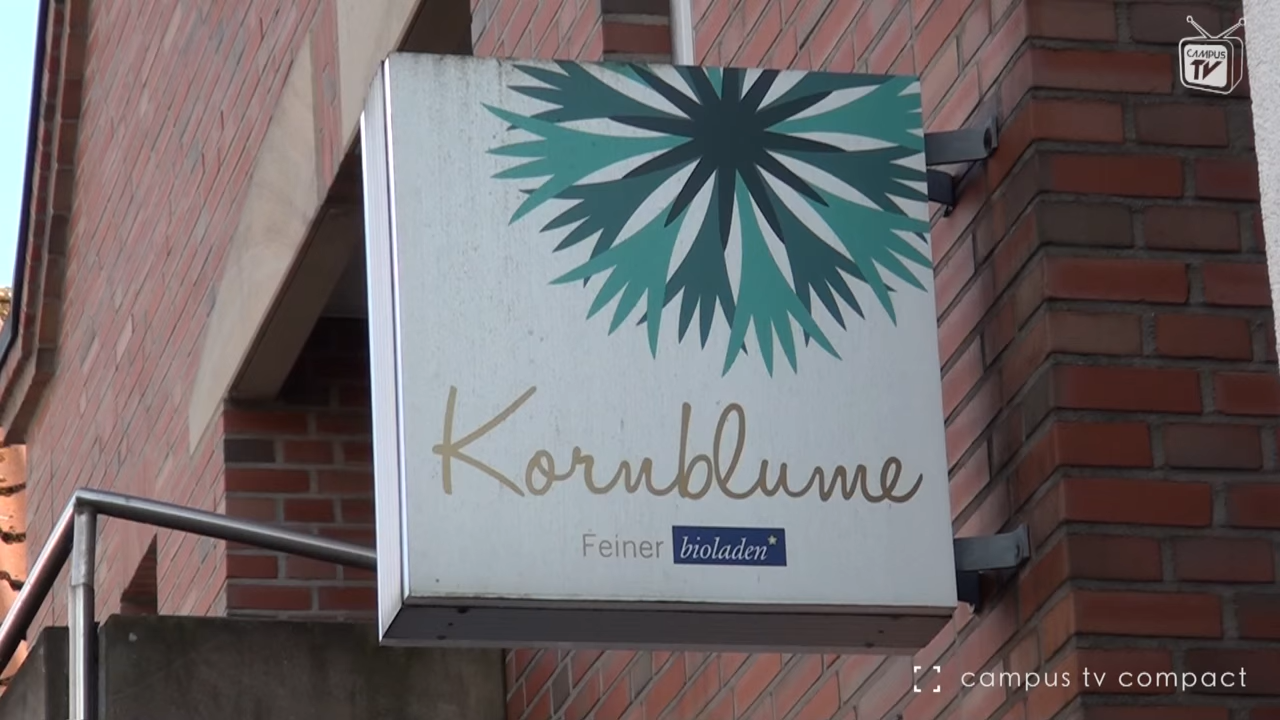 CAMPUS
TV
Kornblume
Feiner bioladen*
campus tv compact